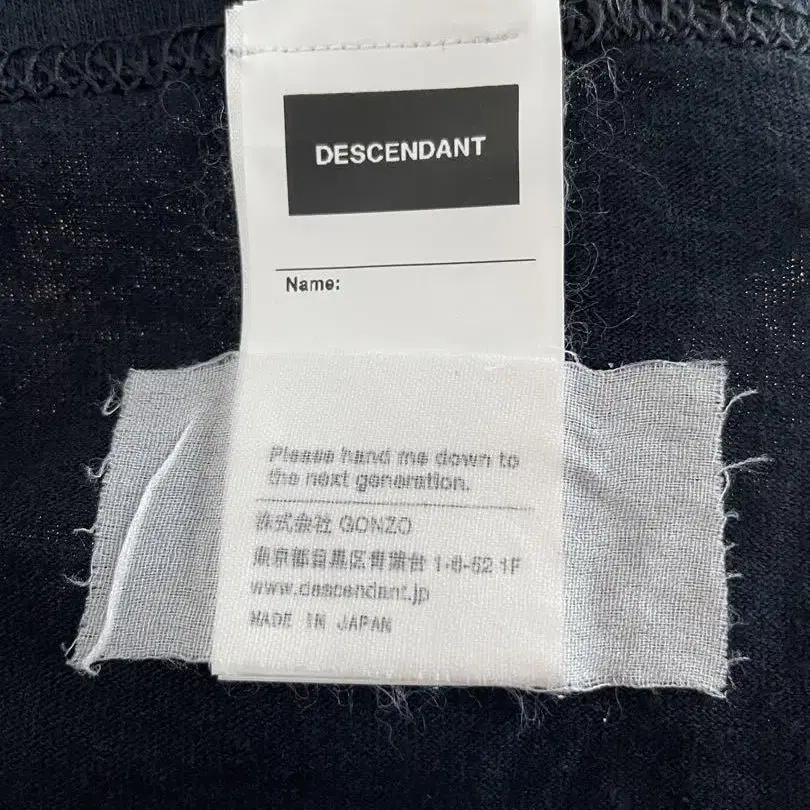 DESCENDANT
Name:
Please hand me down to
the next generation.
株式会社 GONZO
東京都目黒区青葉台 1-6-52 1F
www.descendant.jp
MADE IN JAPAN